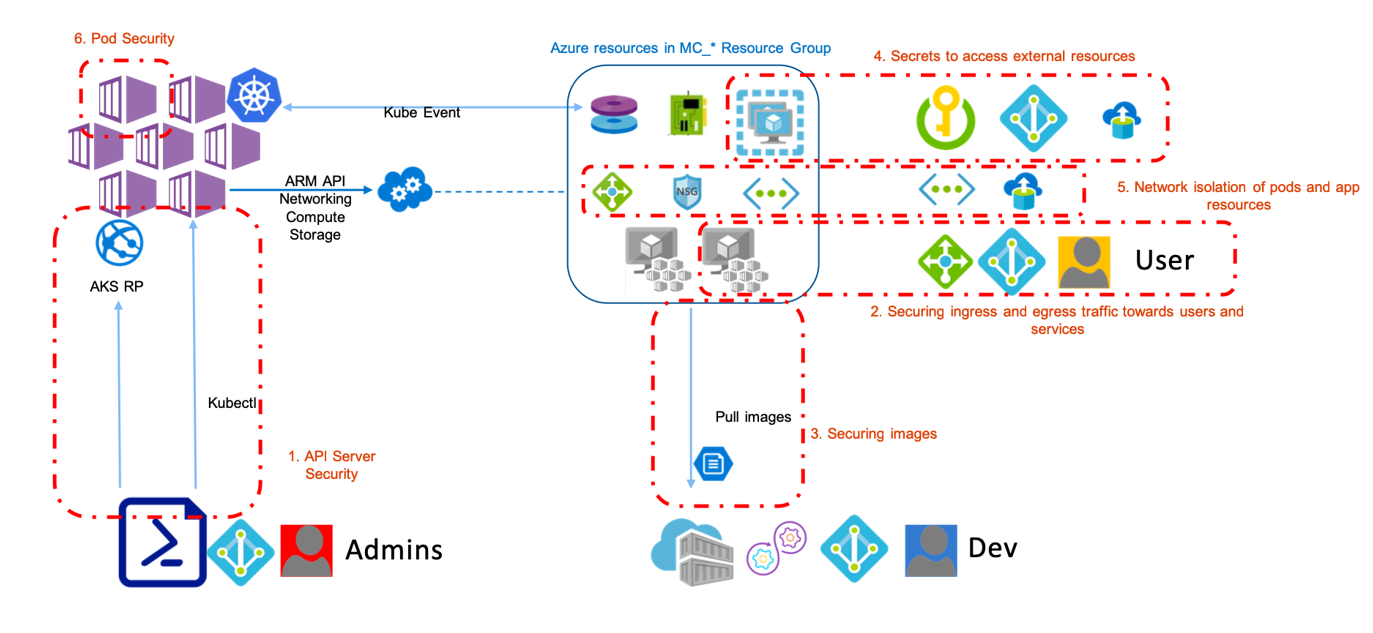 6. Pod Security
Azure resources in MC_* Resource Group
4. Secrets to access external resources
Kube Event
ARM API
Networking
Compute
Storage
NSG
5. Network isolation of pods and app
resources
AKS RP
User
2. Securing ingress and egress traffic towards users and
services
Kubectl
Pull images
3. Securing images
1. API Server
Security
Admins
Dev